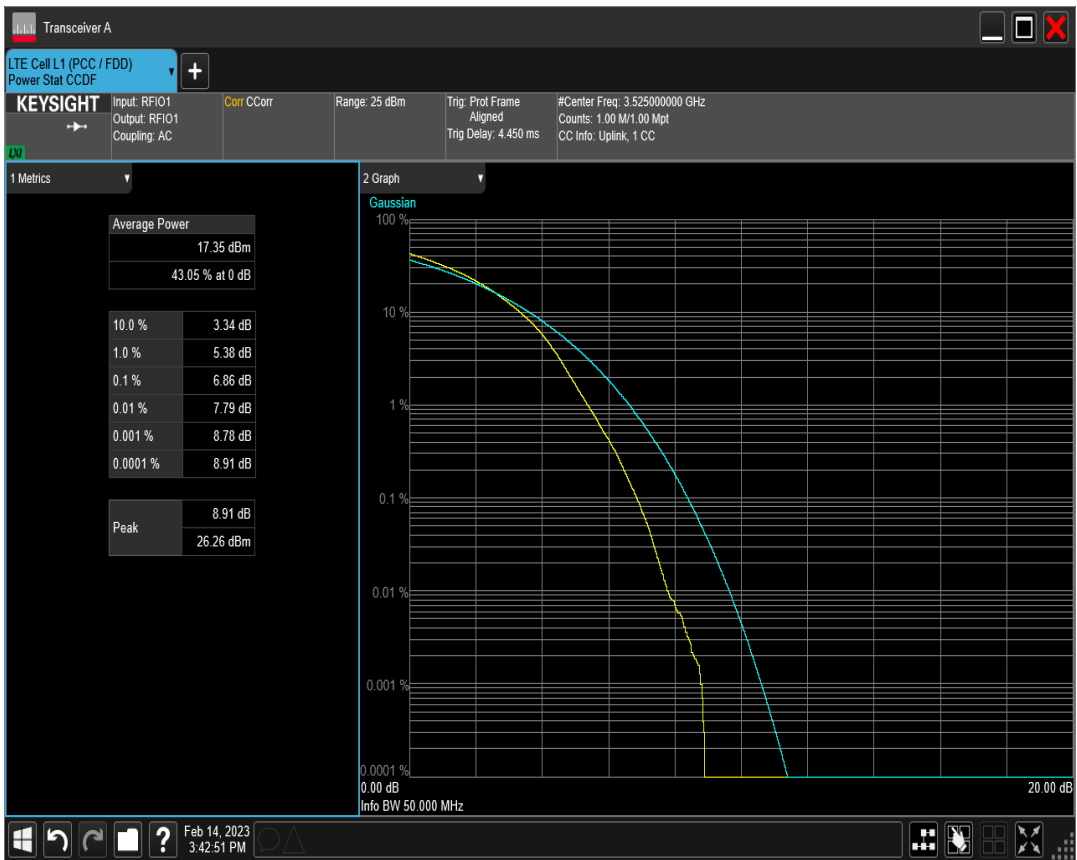 Transceiver A
LTE Cell L1 (PCC / FDD)
Power Stat CCDF
+
KEYSIGHT
LXI
Input: RFIO1
Output: RFIO1
Coupling: AC
Corr CCorr
Range: 25 dBm
Trig: Prot Frame
Aligned
Trig Delay: 4.450 ms
#Center Freq: 3.525000000 GHz
Counts: 1.00 M/1.00 Mpt
CC Info: Uplink, 1 CC
1 Metrics
Average Power
17.35 dBm
43.05 % at 0 dB
10.0 % 3.34 dB
1.0 % 5.38 dB
0.1 % 6.86 dB
0.01 % 7.79 dB
0.001 % 8.78 dB
0.0001 % 8.91 dB
Peak
8.91 dB
26.26 dBm
2 Graph
Gaussian
100 %
10 %
1 %
0.1 %
0.01 %
0.001 %
0.0001 %
0.00 dB
20.00 dB
Info BW 50.000 MHz
?
Feb 14, 2023
3:42:51 PM